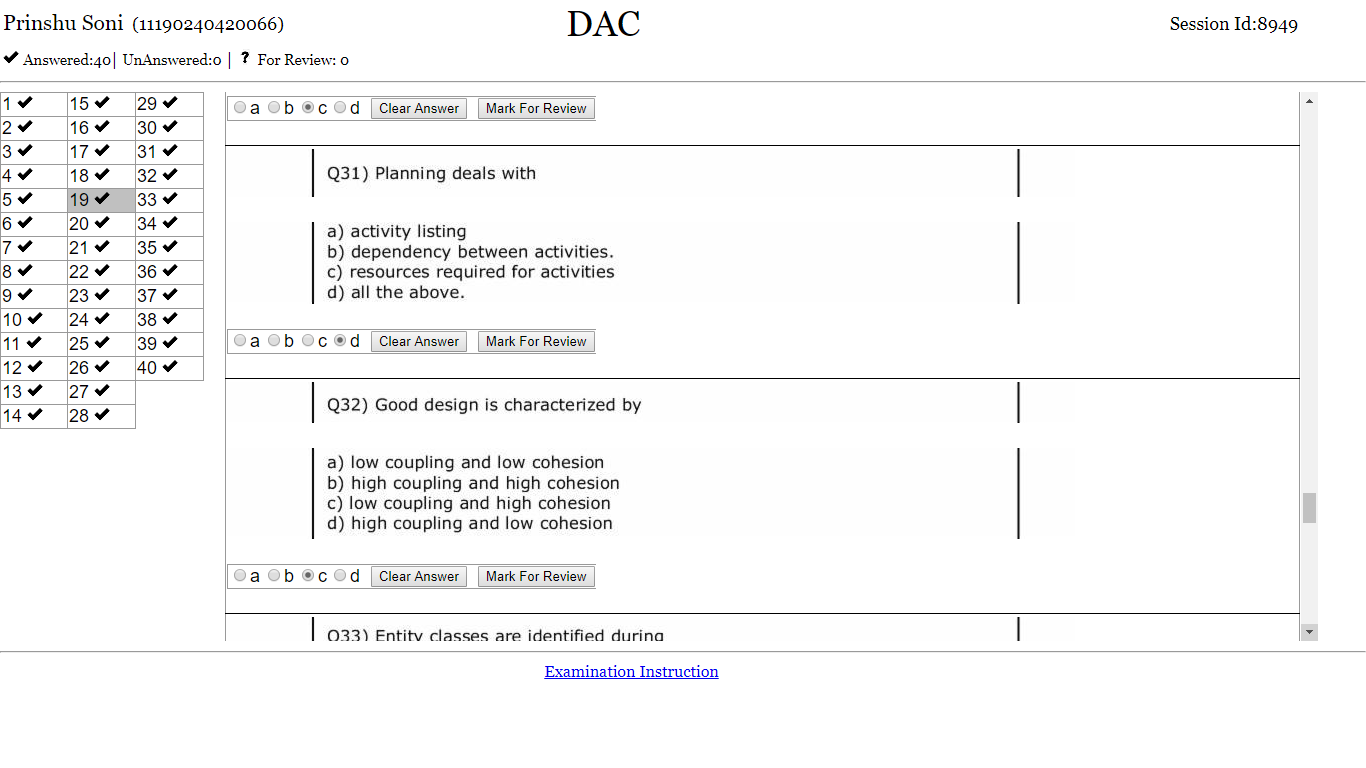 Prinshu Soni (11190240420066) DAC Session Id:8949
✔ Answered:40| UnAnswered:0 | ? For Review: 0
1 ✔ 15 ✔ 29 ✔
2 ✔ 16 ✔ 30 ✔
3 ✔ 17 ✔ 31 ✔
4 ✔ 18 ✔ 32 ✔
5 ✔ 19 ✔ 33 ✔
6 ✔ 20 ✔ 34 ✔
7 ✔ 21 ✔ 35 ✔
8 ✔ 22 ✔ 36 ✔
9 ✔ 23 ✔ 37 ✔
10 ✔ 24 ✔ 38 ✔
11 ✔ 25 ✔ 39 ✔
12 ✔ 26 ✔ 40 ✔
13 ✔ 27 ✔
14 ✔ 28 ✔
a b c d Clear Answer Mark For Review
Q31) Planning deals with
a) activity listing
b) dependency between activities.
c) resources required for activities
d) all the above.
a b c d Clear Answer Mark For Review
Q32) Good design is characterized by
a) low coupling and low cohesion
b) high coupling and high cohesion
c) low coupling and high cohesion
d) high coupling and low cohesion
a b c d Clear Answer Mark For Review
Q33) Entity classes are identified during
Examination Instruction